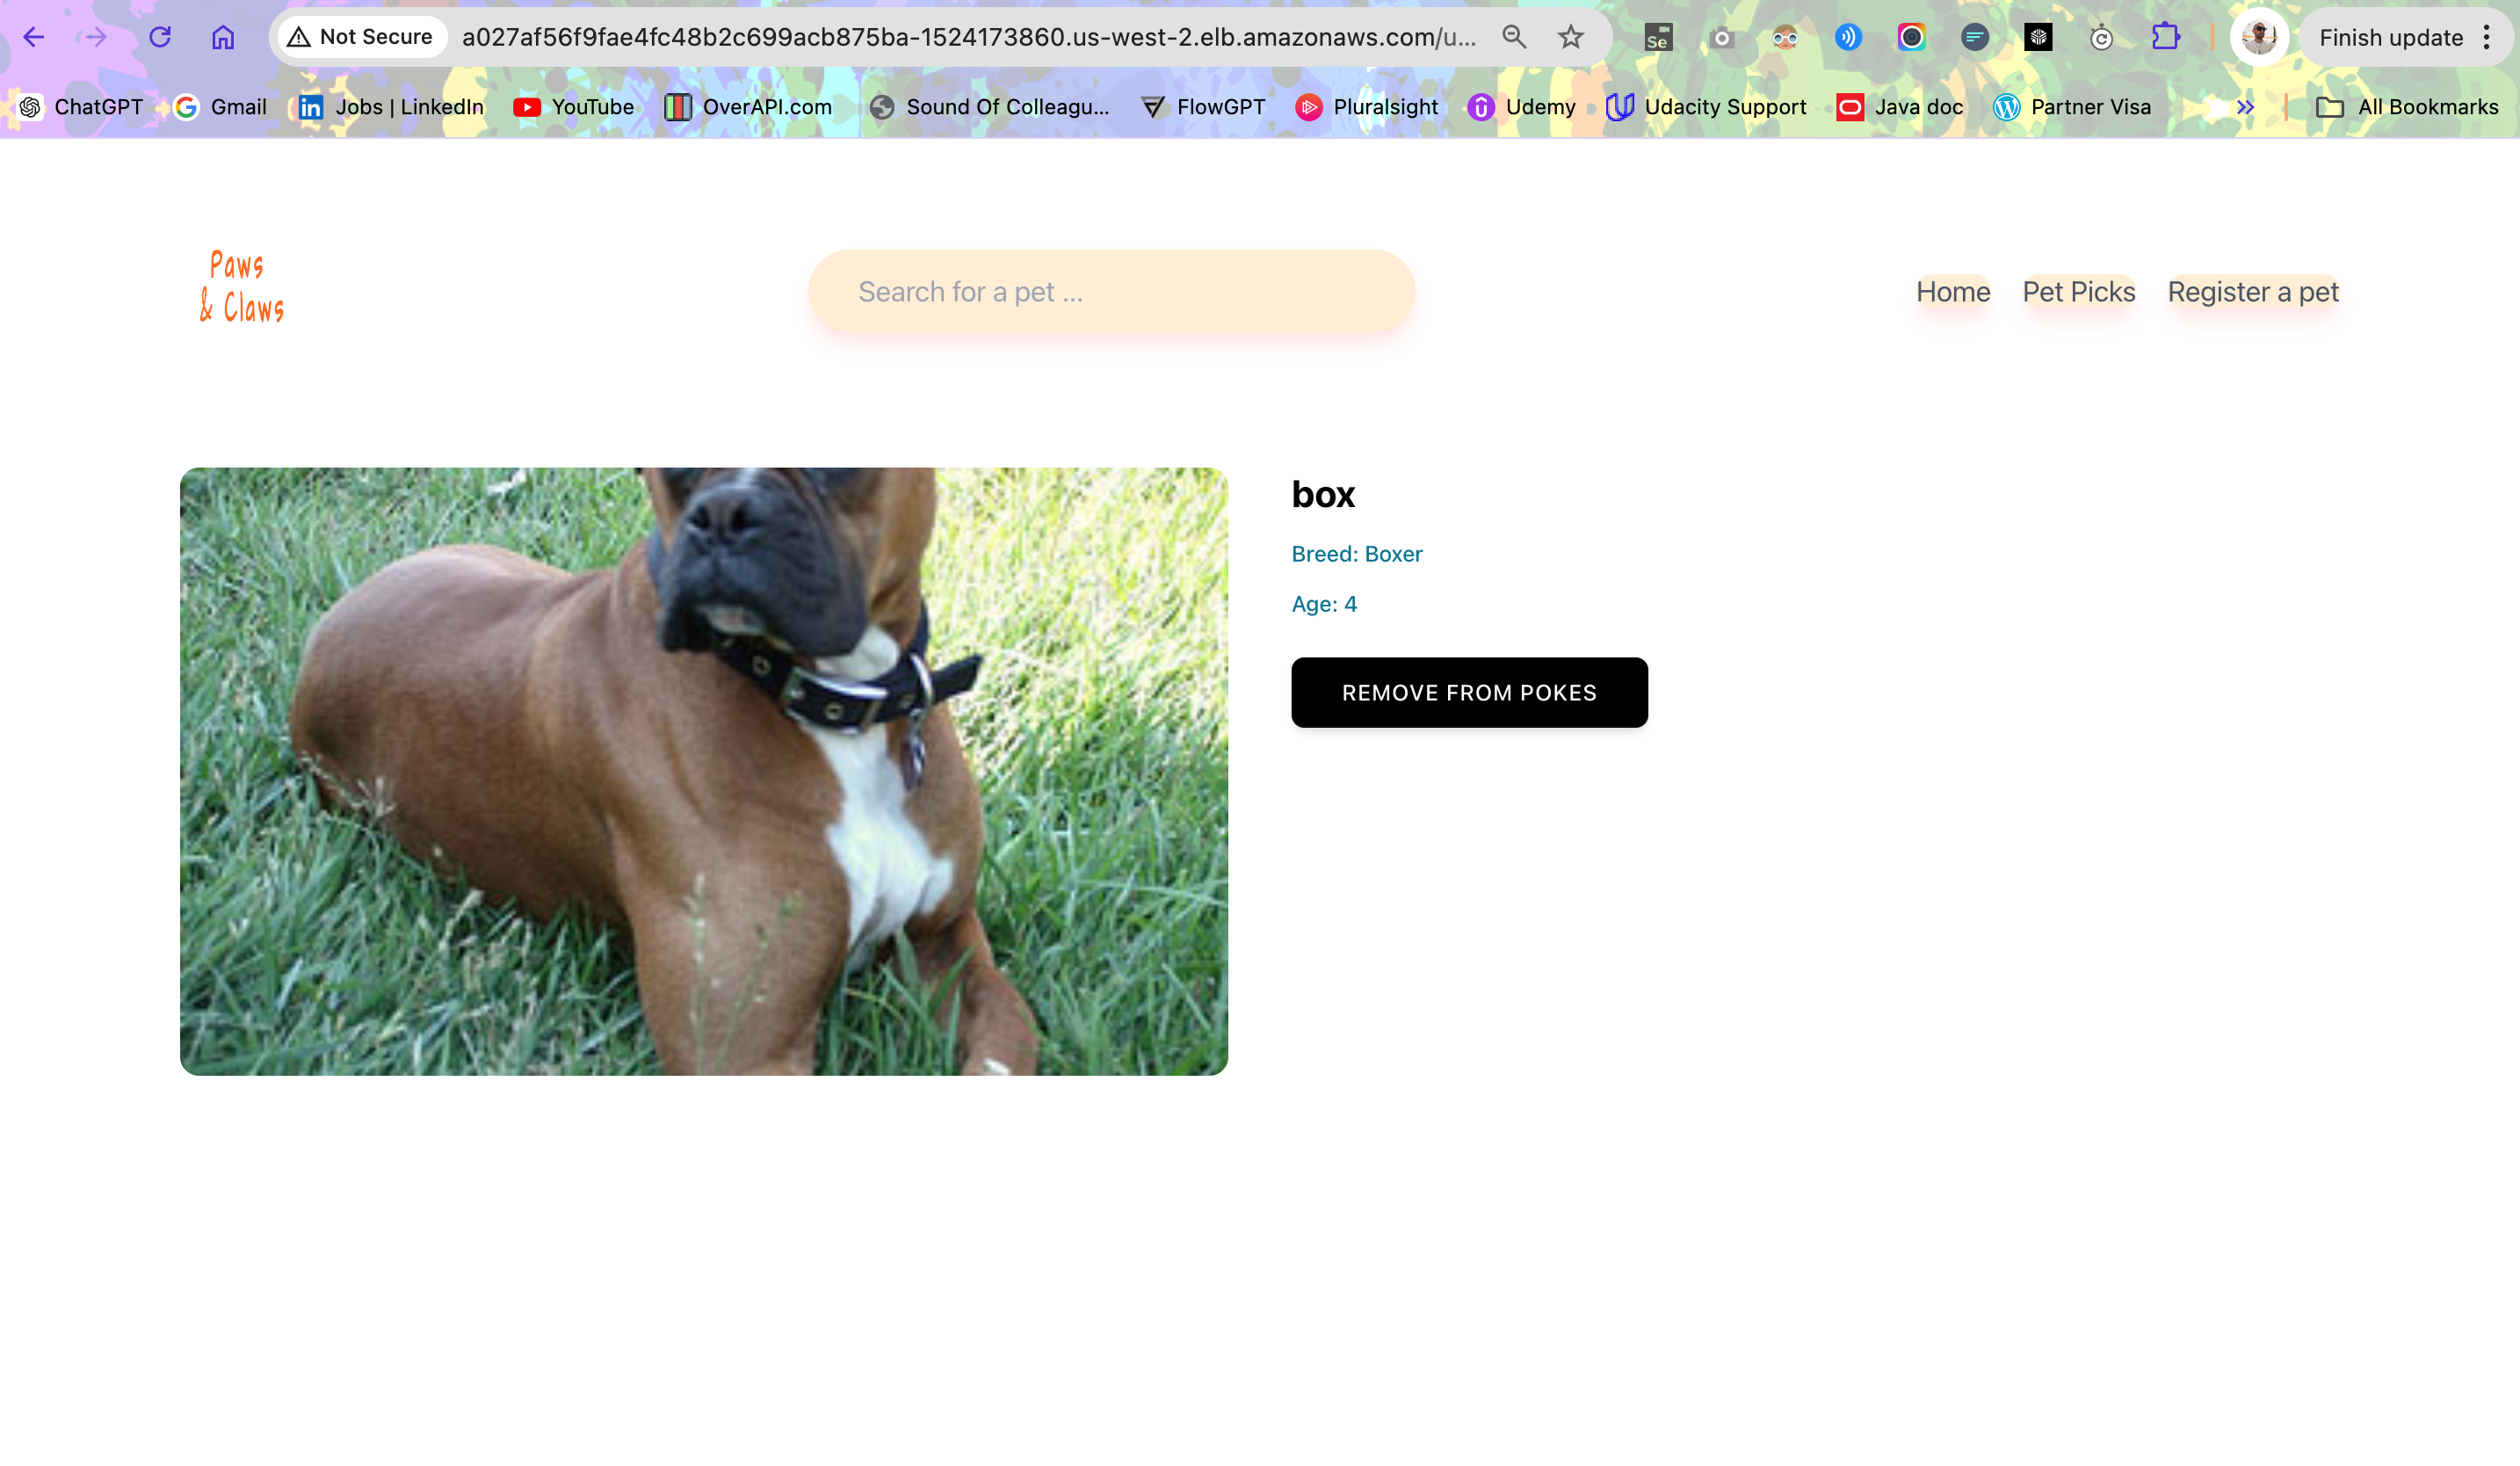 Not Secure a027af56f9fae4fc48b2c699acb875ba-1524173860.us-west-2.elb.amazonaws.com/u... Se Finish update
ChatGPT Gmail Jobs | LinkedIn YouTube OverAPI.com Sound Of Colleagu... FlowGPT Pluralsight Udemy Udacity Support Java doc Partner Visa All Bookmarks
Paws
& Claws
Search for a pet ...
Home Pet Picks Register a pet
box
Breed: Boxer
Age: 4
REMOVE FROM POKES